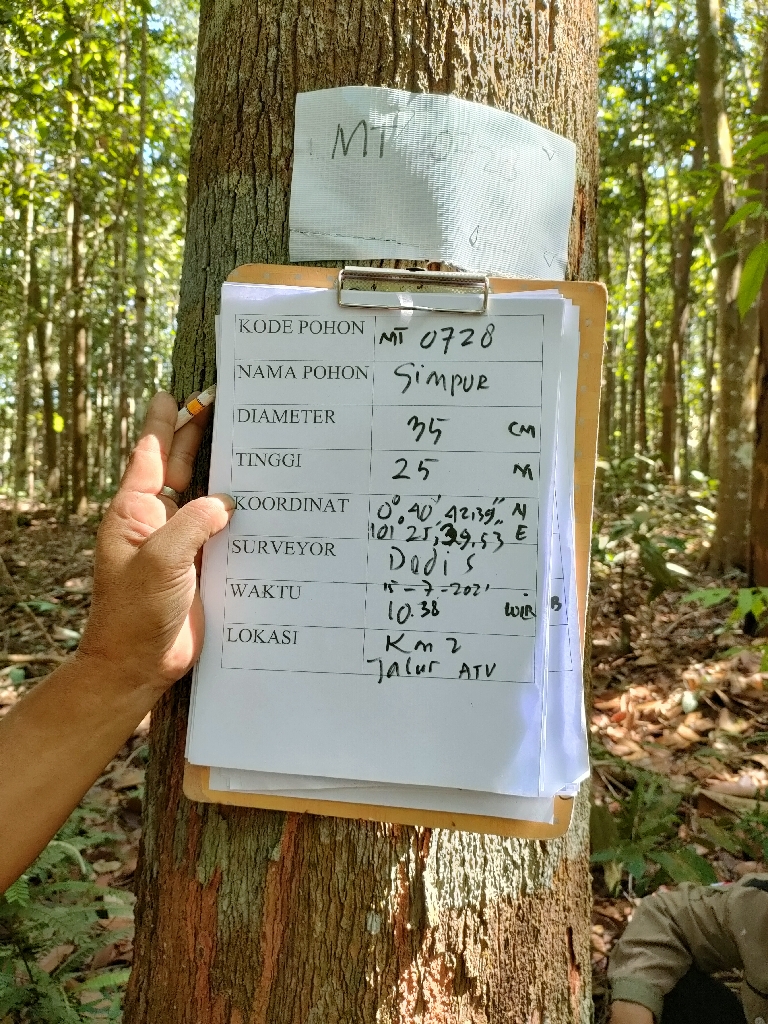 MT 0728
KODE POHON MT 0728
NAMA POHON Simpur
DIAMETER 35 CM
TINGGI 25 M
KOORDINAT 0° 40' 42,39" N
101° 25, 39,53 E
SURVEYOR Dodi S
WAKTU 15-7-2021
10.38 WIB B
LOKASI Km 2
Jalur ATV